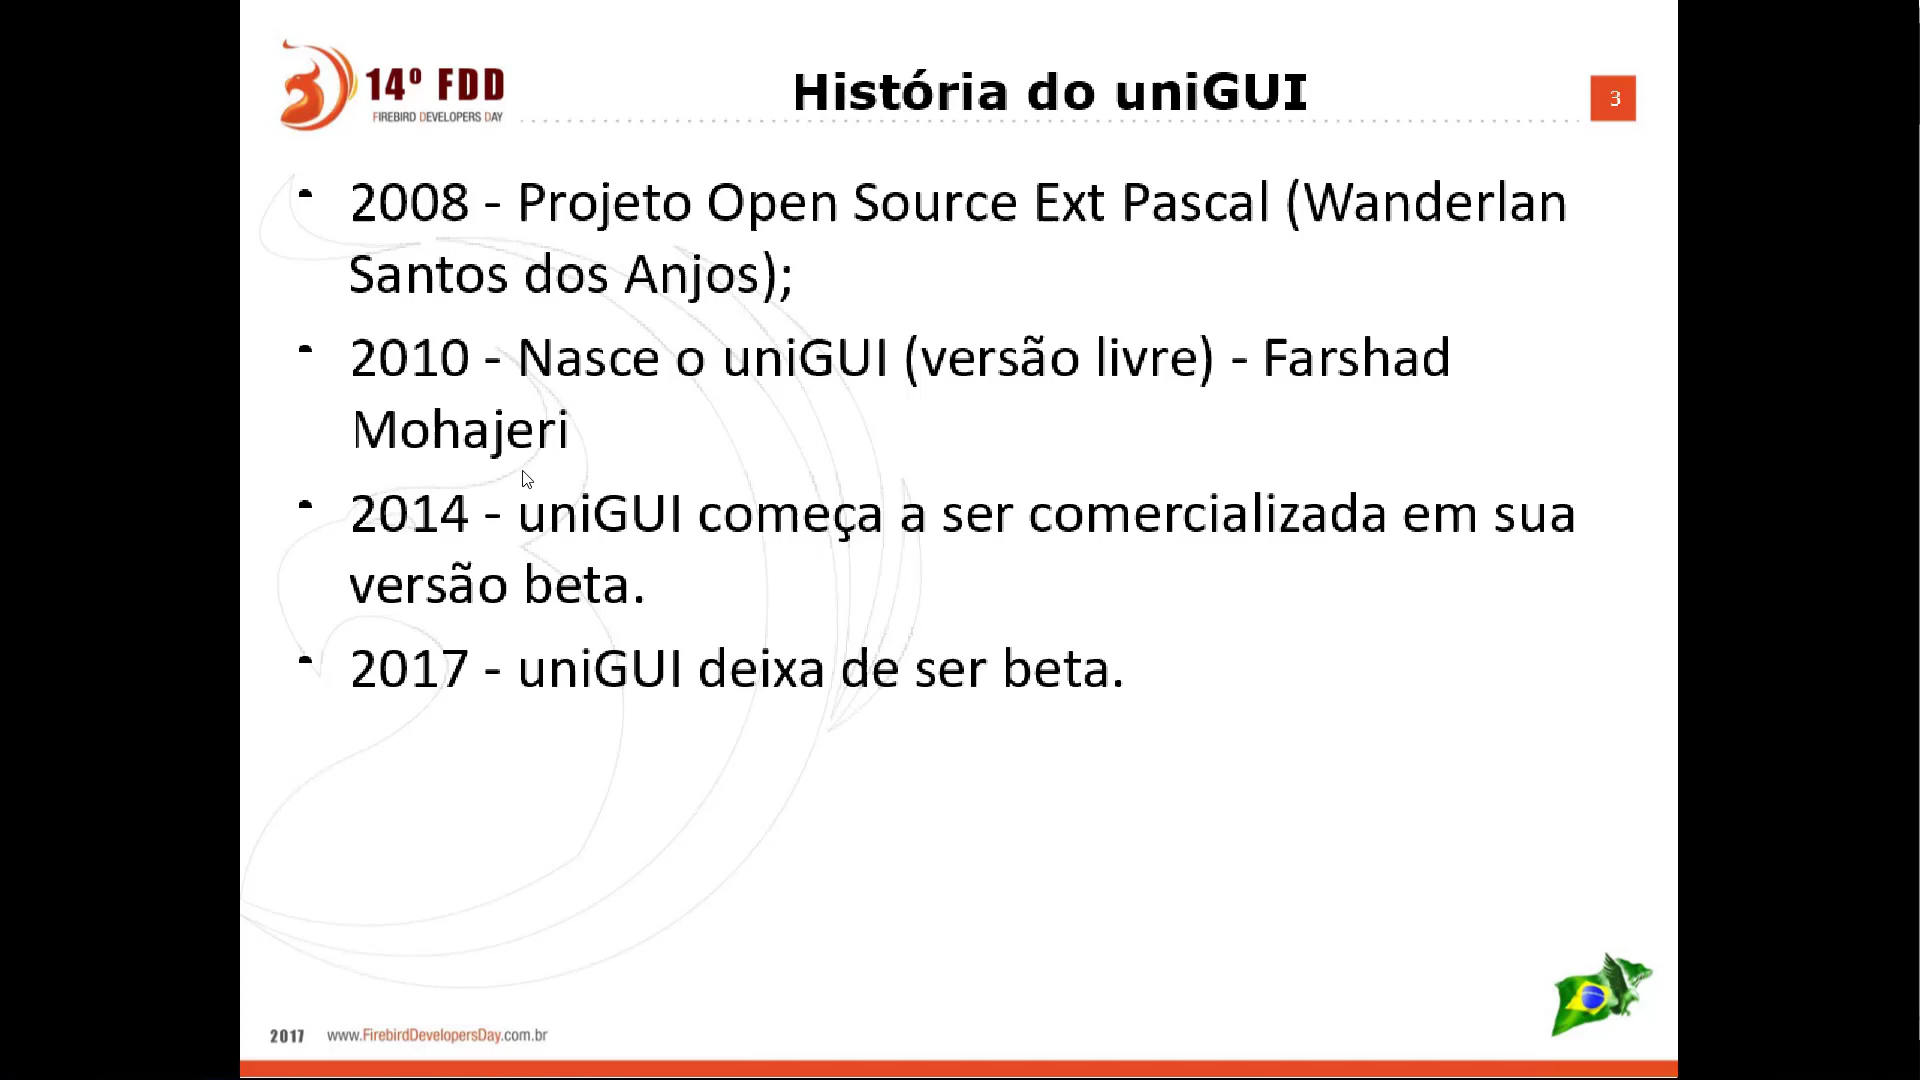 14º FDD
FIREBIRD DEVELOPERS DAY
História do uniGUI
3
2008 - Projeto Open Source Ext Pascal (Wanderlan
Santos dos Anjos);
2010 - Nasce o uniGUI (versão livre) - Farshad
Mohajeri
2014 - uniGUI começa a ser comercializada em sua
versão beta.
2017 - uniGUI deixa de ser beta.
2017 www.FirebirdDevelopersDay.com.br